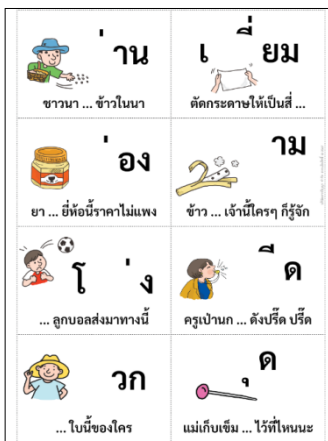 ่าน
ชาวนา ... ข้าวในนา
เ ี่ยม
ตัดกระดาษให้เป็นสี่ ...
่อง
ยา ... ยี่ห้อนี้ราคาไม่แพง
าม
ข้าว ... เจ้านี้ใครๆ ก็รู้จัก
โ ่ง
... ลูกบอลส่งมาทางนี้
ีด
ครูเป่านก ... ดังปรี๊ด ปรี๊ด
วก
... ใบนี้ของใคร
ุด
แม่เก็บเข็ม ... ไว้ที่ไหนนะ